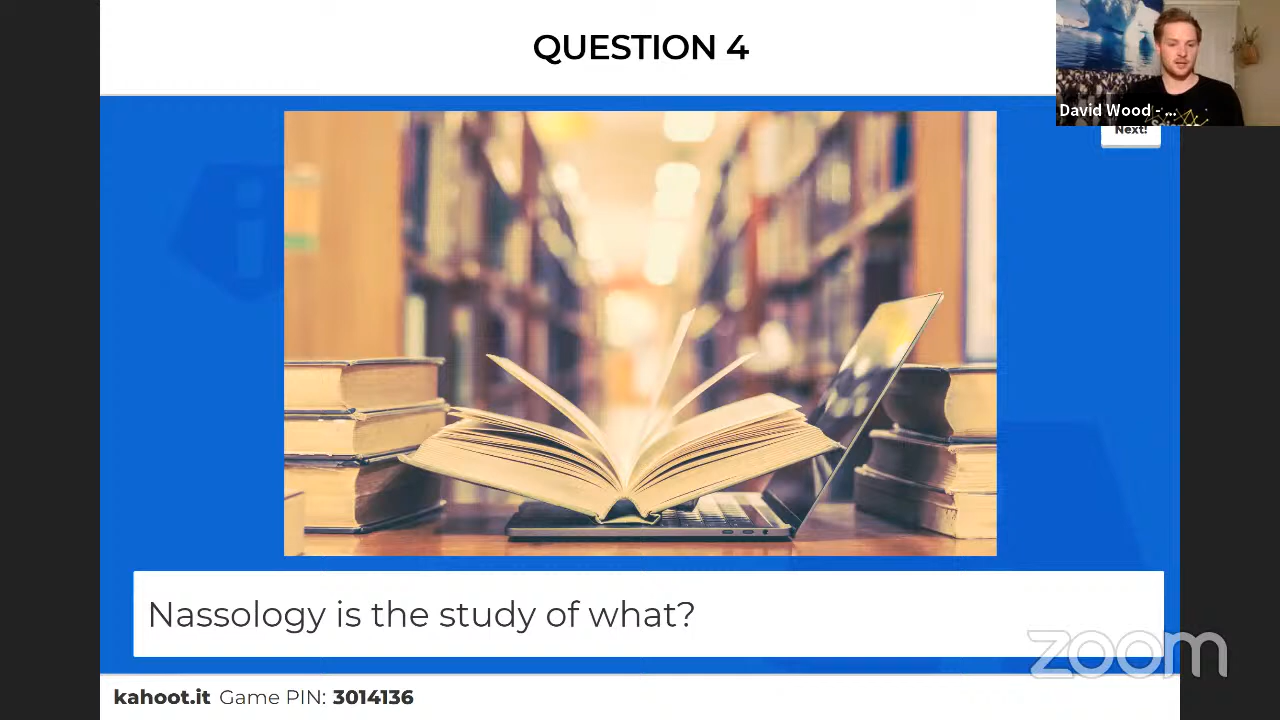 QUESTION 4
David Wood - ...
Next!
Nassology is the study of what?
zoom
kahoot.it Game PIN: 3014136